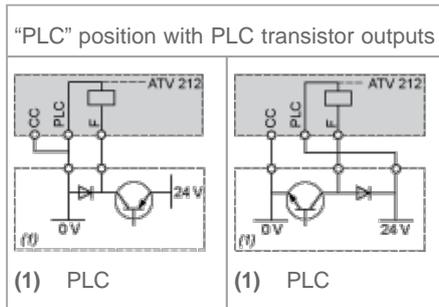 “PLC” position with PLC transistor outputs
ATV 212
CC
PLC
F
24 V
0 V
(1)
(1) PLC
ATV 212
CC
PLC
F
0 V
24 V
(1)
(1) PLC